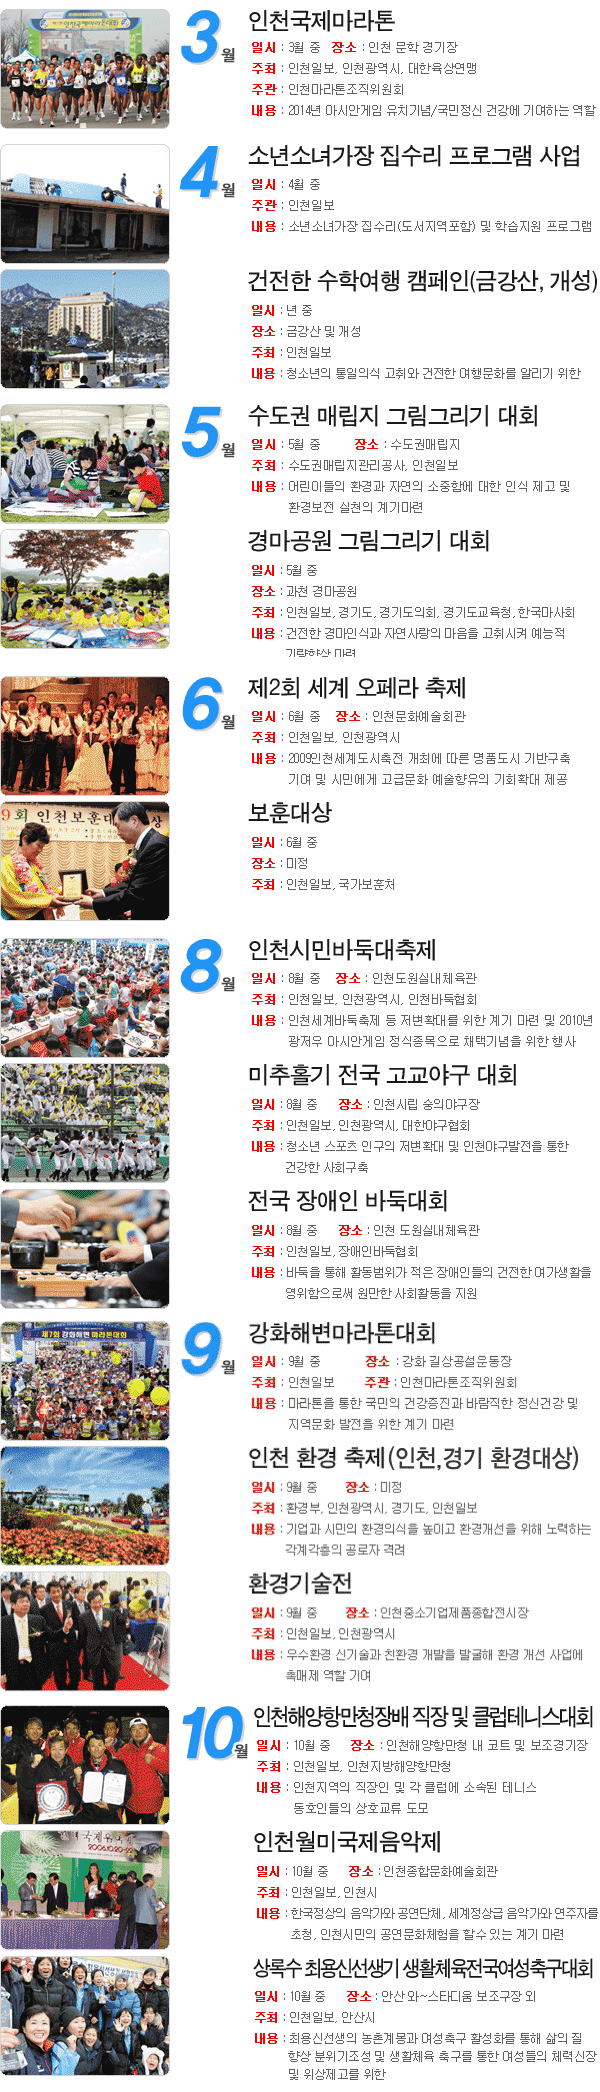 3월
인천국제마라톤
일시 : 3월 중 장소 : 인천 문학 경기장
주최 : 인천일보, 인천광역시, 대한육상연맹
주관 : 인천마라톤조직위원회
내용 : 2014년 아시안게임 유치기념/국민정신 건강에 기여하는 역할
4월
소년소녀가장 집수리 프로그램 사업
일시 : 4월 중
주관 : 인천일보
내용 : 소년소녀가장 집수리(도서지역포함) 및 학습지원 프로그램
건전한 수학여행 캠페인(금강산, 개성)
일시 : 년 중
장소 : 금강산 및 개성
주최 : 인천일보
내용 : 청소년의 통일의식 고취와 건전한 여행문화를 알리기 위한
5월
수도권 매립지 그림그리기 대회
일시 : 5월 중 장소 : 수도권매립지
주최 : 수도권매립지관리공사, 인천일보
내용 : 어린이들의 환경과 자연의 소중함에 대한 인식 제고 및
환경보전 실천의 계기마련
경마공원 그림그리기 대회
일시 : 5월 중
장소 : 과천 경마공원
주최 : 인천일보, 경기도, 경기도의회, 경기도교육청, 한국마사회
내용 : 건전한 경마인식과 자연사랑의 마음을 고취시켜 예능적
기량향상 마련
6월
제2회 세계 오페라 축제
일시 : 6월 중 장소 : 인천문화예술회관
주최 : 인천일보, 인천광역시
내용 : 2009인천세계도시축전 개최에 따른 명품도시 기반구축
기여 및 시민에게 고급문화 예술향유의 기회확대 제공
9회 인천보훈대상
보훈대상
일시 : 6월 중
장소 : 미정
주최 : 인천일보, 국가보훈처
8월
인천시민바둑대축제
일시 : 8월 중 장소 : 인천도원실내체육관
주최 : 인천일보, 인천광역시, 인천바둑협회
내용 : 인천세계바둑축제 등 저변확대를 위한 계기 마련 및 2010년
광저우 아시안게임 정식종목으로 채택기념을 위한 행사
미추홀기 전국 고교야구 대회
일시 : 8월 중 장소 : 인천시립 숭의야구장
주최 : 인천일보, 인천광역시, 대한야구협회
내용 : 청소년 스포츠 인구의 저변확대 및 인천야구발전을 통한
건강한 사회구축
전국 장애인 바둑대회
일시 : 8월 중 장소 : 인천 도원실내체육관
주최 : 인천일보, 장애인바둑협회
내용 : 바둑을 통해 활동범위가 적은 장애인들의 건전한 여가생활을
영위함으로써 원만한 사회활동을 지원
제7회 강화해변 마라톤대회
9월
강화해변마라톤대회
일시 : 9월 중 장소 : 강화 길상공설운동장
주최 : 인천일보 주관 : 인천마라톤조직위원회
내용 : 마라톤을 통한 국민의 건강증진과 바람직한 정신건강 및
지역문화 발전을 위한 계기 마련
인천 환경 축제(인천,경기 환경대상)
일시 : 9월 중 장소 : 미정
주최 : 환경부, 인천광역시, 경기도, 인천일보
내용 : 기업과 시민의 환경의식을 높이고 환경개선을 위해 노력하는
각계각층의 공로자 격려
환경기술전
일시 : 9월 중 장소 : 인천중소기업제품종합전시장
주최 : 인천일보, 인천광역시
내용 : 우수환경 신기술과 친환경 개발을 발굴해 환경 개선 사업에
촉매제 역할 기여
10월
인천해양항만청장배 직장 및 클럽테니스대회
일시 : 10월 중 장소 : 인천해양항만청 내 코트 및 보조경기장
주최 : 인천일보, 인천지방해양항만청
내용 : 인천지역의 직장인 및 각 클럽에 소속된 테니스
동호인들의 상호교류 도모
인천월미국제음악제
일시 : 10월 중 장소 : 인천종합문화예술회관
주최 : 인천일보, 인천시
내용 : 한국정상의 음악가와 공연단체, 세계정상급 음악가와 연주자를
초청, 인천시민의 공연문화체험을 할수 있는 계기 마련
상록수 최용신선생기 생활체육전국여성축구대회
일시 : 10월 중 장소 : 안산 와~스타디움 보조구장 외
주최 : 인천일보, 안산시
내용 : 최용신선생의 농촌계몽과 여성축구 활성화를 통해 삶의 질
향상 분위기조성 및 생활체육 축구를 통한 여성들의 체력신장
및 위상제고를 위한